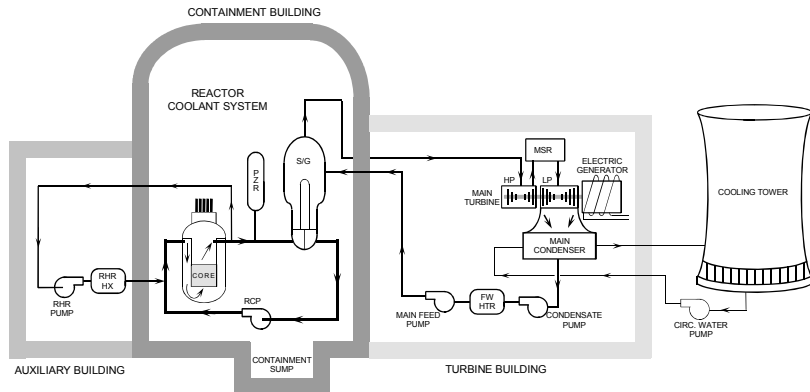 CONTAINMENT BUILDING
REACTOR
COOLANT SYSTEM
P
Z
R
S/G
MSR
HP
LP
ELECTRIC
GENERATOR
MAIN
TURBINE
COOLING TOWER
MAIN
CONDENSER
CORE
RHR
HX
RHR
PUMP
RCP
MAIN FEED
PUMP
FW
HTR
CONDENSATE
PUMP
CIRC. WATER
PUMP
CONTAINMENT
SUMP
AUXILIARY BUILDING
TURBINE BUILDING